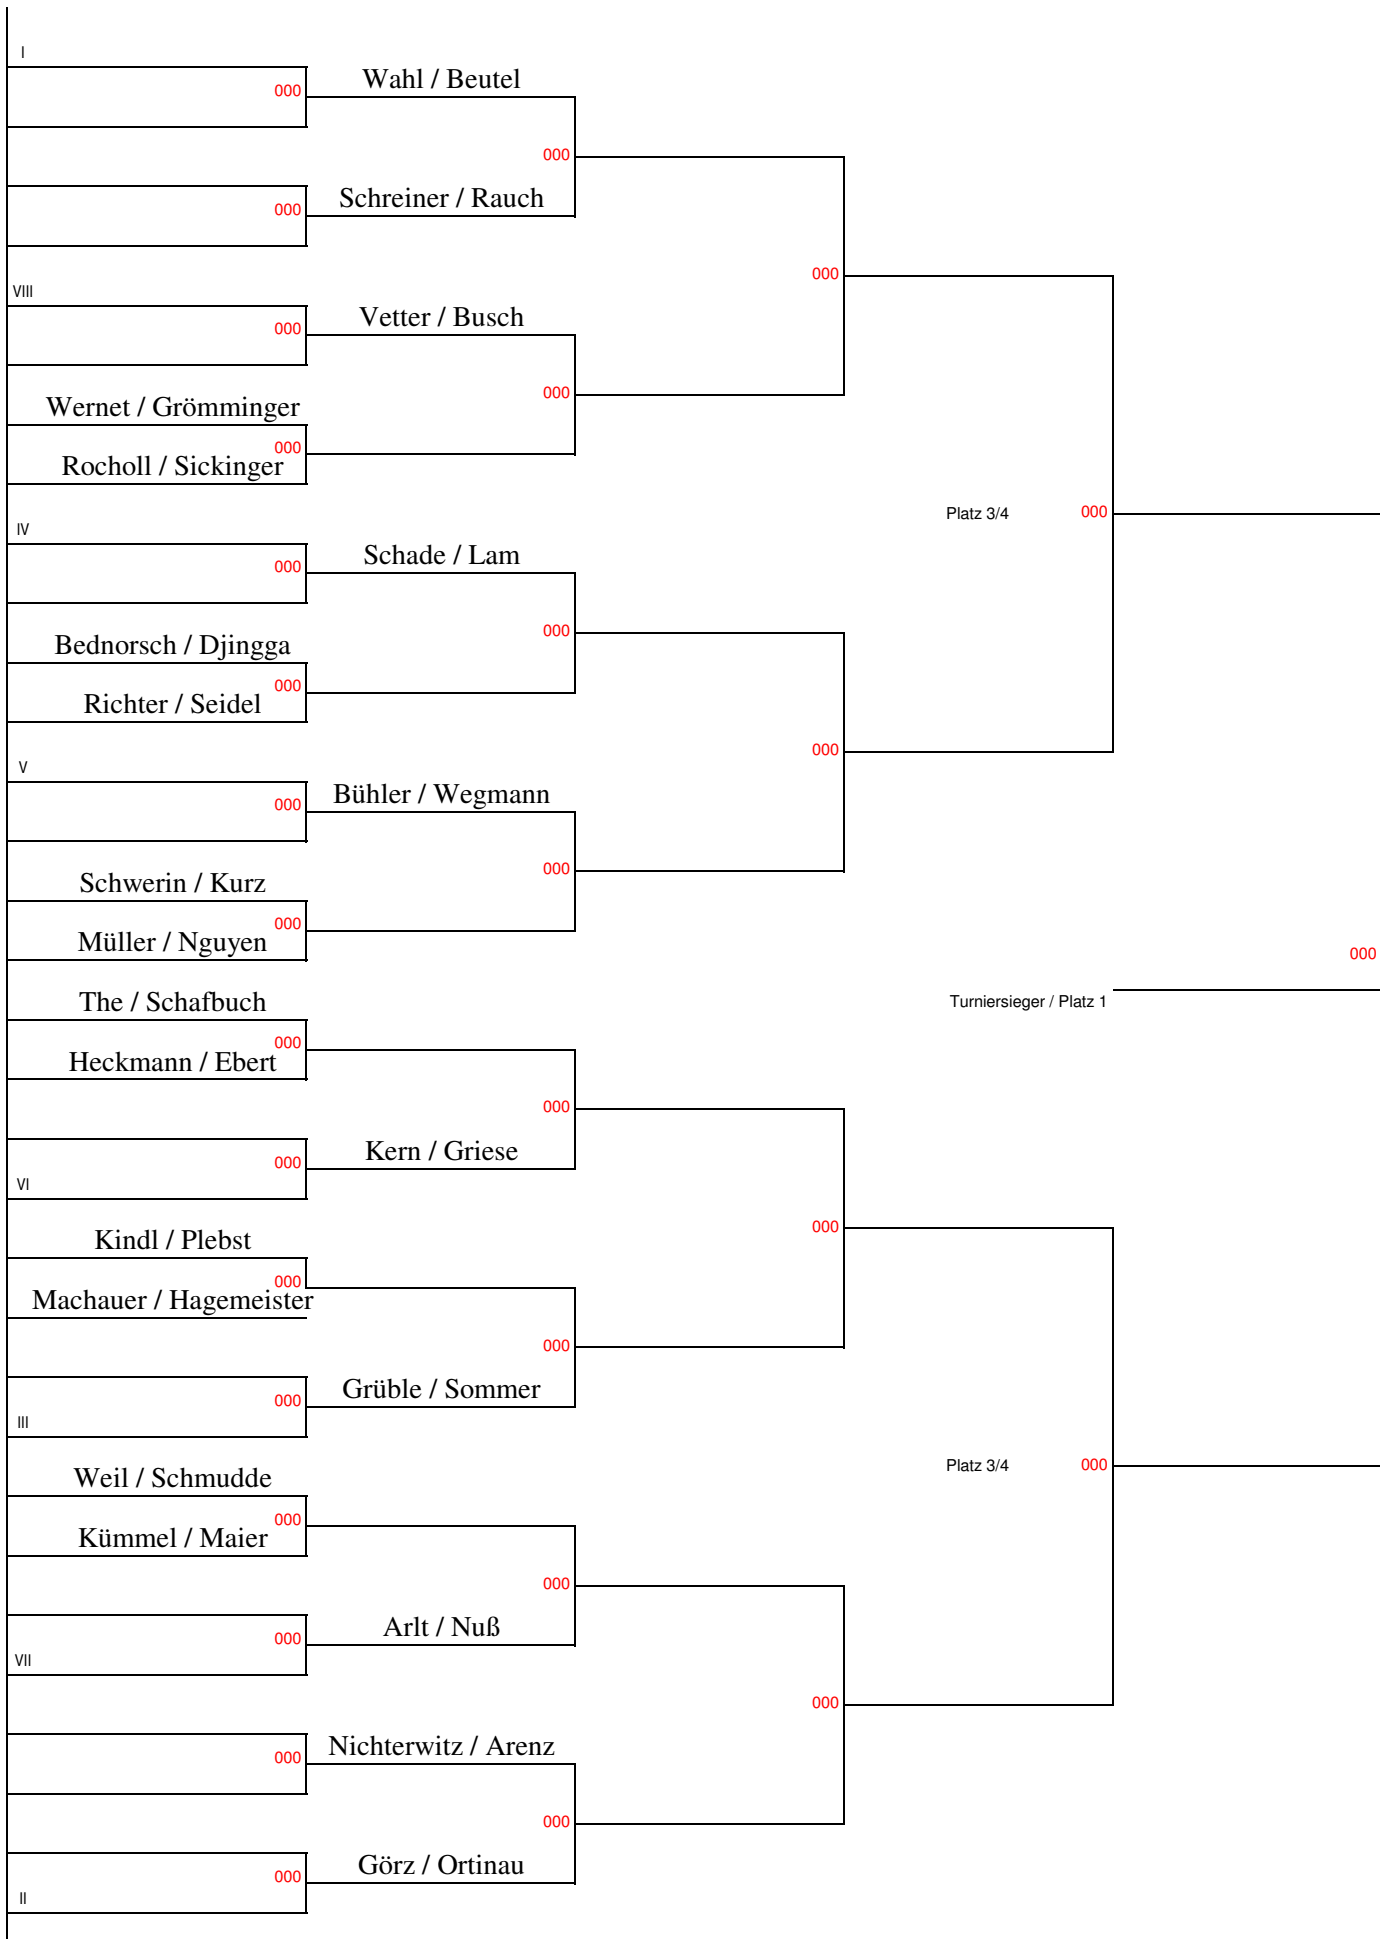 I
000
Wahl / Beutel
000
000
Schreiner / Rauch
000
VIII
000
Vetter / Busch
000
Wernet / Grömminger
000
Rocholl / Sickinger
Platz 3/4
000
IV
000
Schade / Lam
000
Bednorsch / Djingga
000
Richter / Seidel
000
V
000
Bühler / Wegmann
000
Schwerin / Kurz
000
Müller / Nguyen
000
Turniersieger / Platz 1
The / Schafbuch
000
Heckmann / Ebert
000
000
Kern / Griese
VI
000
Kindl / Plebst
000
Machauer / Hagemeister
000
000
Grüble / Sommer
III
Platz 3/4
000
Weil / Schmudde
000
Kümmel / Maier
000
000
Arlt / Nuß
VII
000
000
Nichterwitz / Arenz
000
000
Görz / Ortinau
II